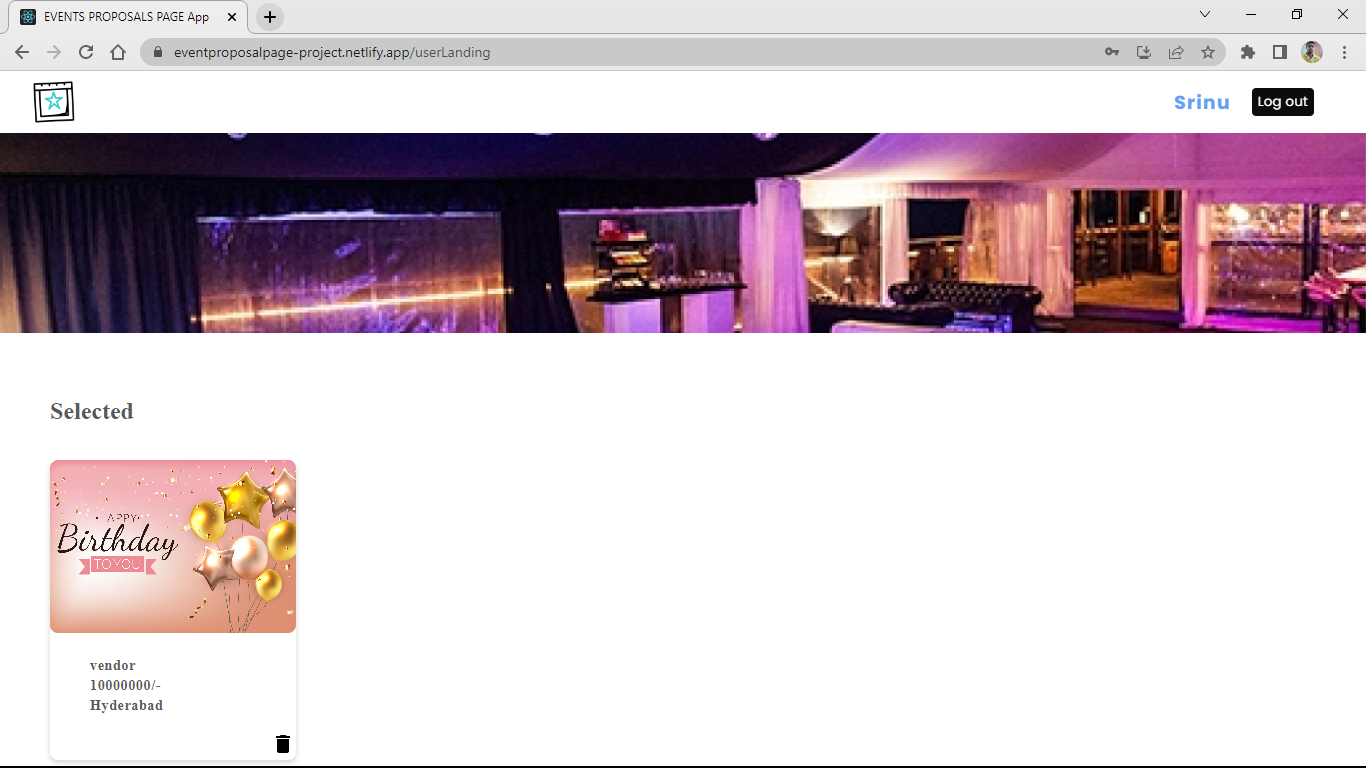 EVENTS PROPOSALS PAGE App
eventproposalpage-project.netlify.app/userLanding
Srinu
Log out
Selected
APPY
Birthday
TO YOU
vendor
10000000/-
Hyderabad